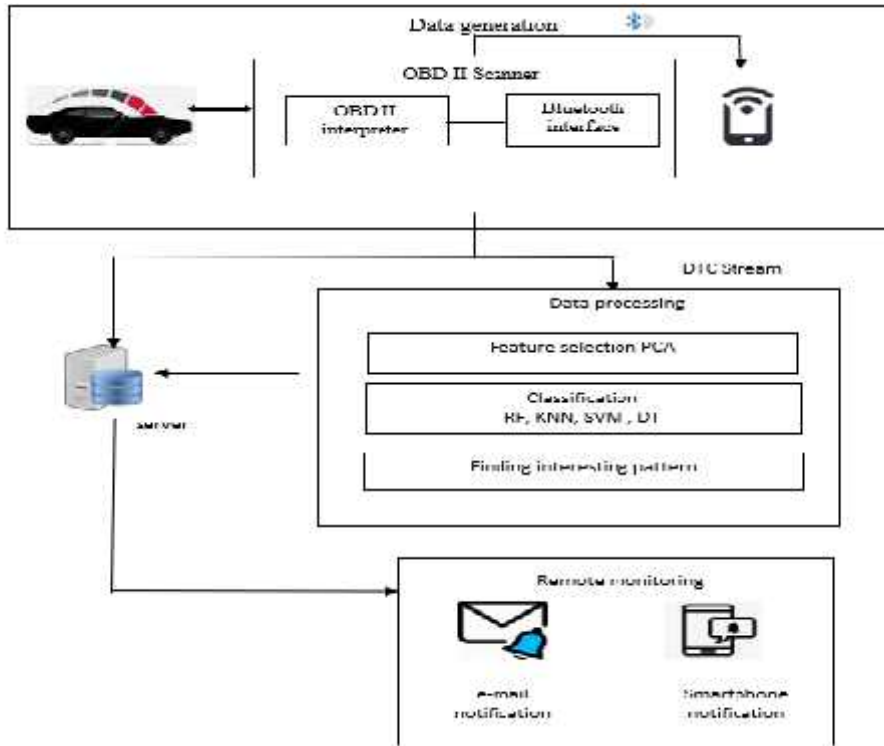 Data generation
OBD II Scanner
OBD II
interpreter
Bluetooth
interface
DTC Stream
Data processing
Feature selection PCA
Classification
RF, KNN, SVM , DT
Finding interesting pattern
server
Remote monitoring
e-mail
notification
Smartphone
notification